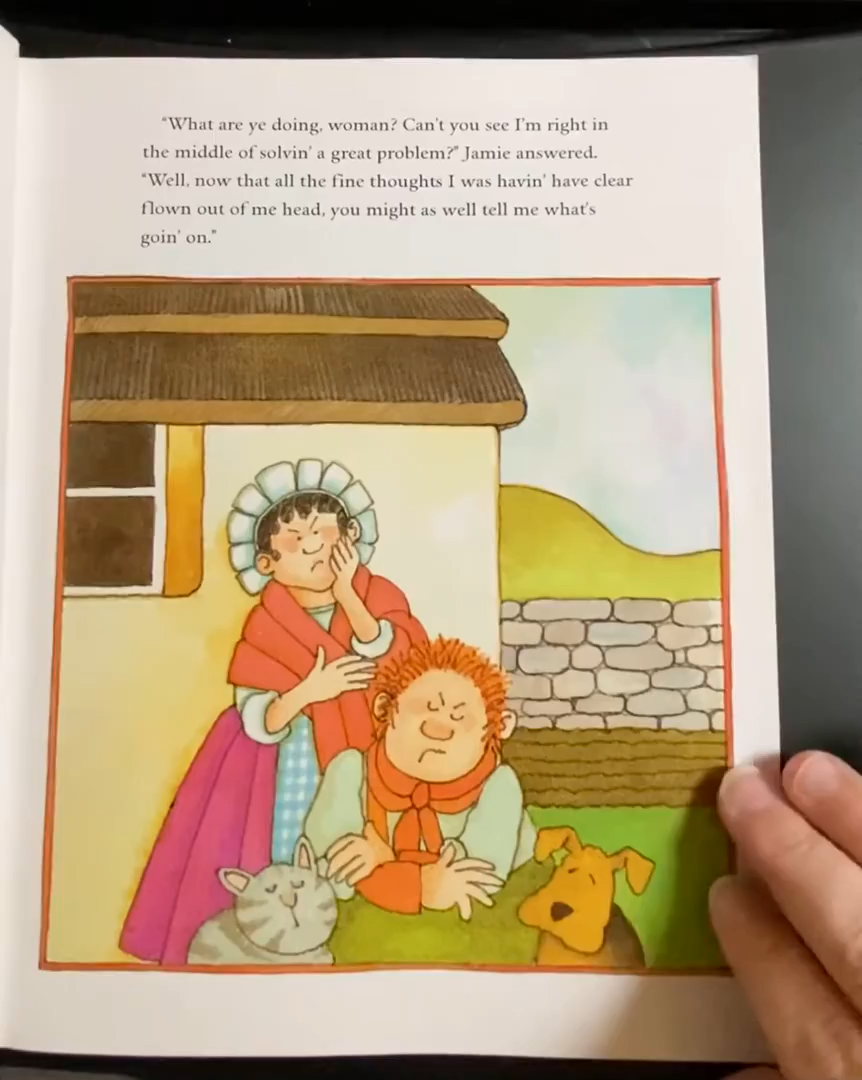 "What are ye doing, woman? Can't you see I'm right in
the middle of solvin' a great problem?" Jamie answered.
"Well, now that all the fine thoughts I was havin' have clear
flown out of me head, you might as well tell me what's
goin' on."